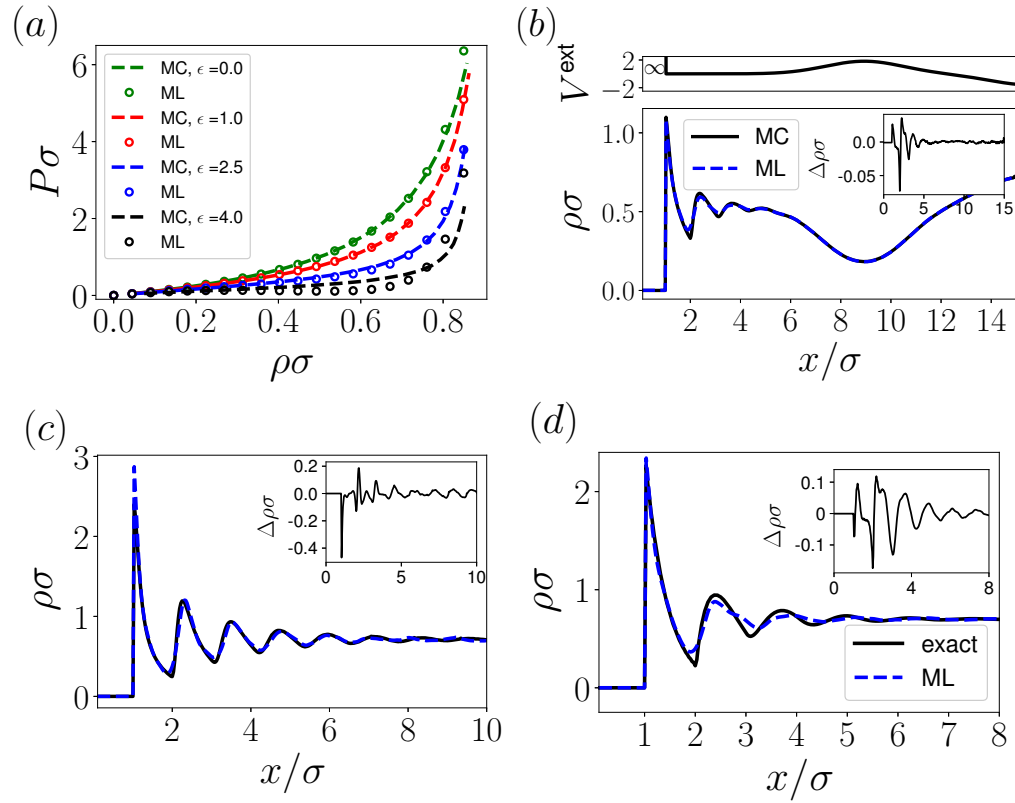 (a)
MC, ϵ =0.0
ML
MC, ϵ =1.0
ML
MC, ϵ =2.5
ML
MC, ϵ =4.0
ML
Pσ
6
4
2
0
0.0 0.2 0.4 0.6 0.8
ρσ
(b)
V^ext
∞
2
−2
MC
ML
Δρσ
0.0
-0.05
0 5 10 15
ρσ
1.0
0.5
0.0
2 4 6 8 10 12 14
x/σ
(c)
ρσ
3
2
1
0
Δρσ
0.2
0.0
-0.2
-0.4
0 5 10
2 4 6 8 10
x/σ
(d)
ρσ
2
1
0
Δρσ
0.1
0
-0.1
0 4 8
exact
ML
1 2 3 4 5 6 7 8
x/σ